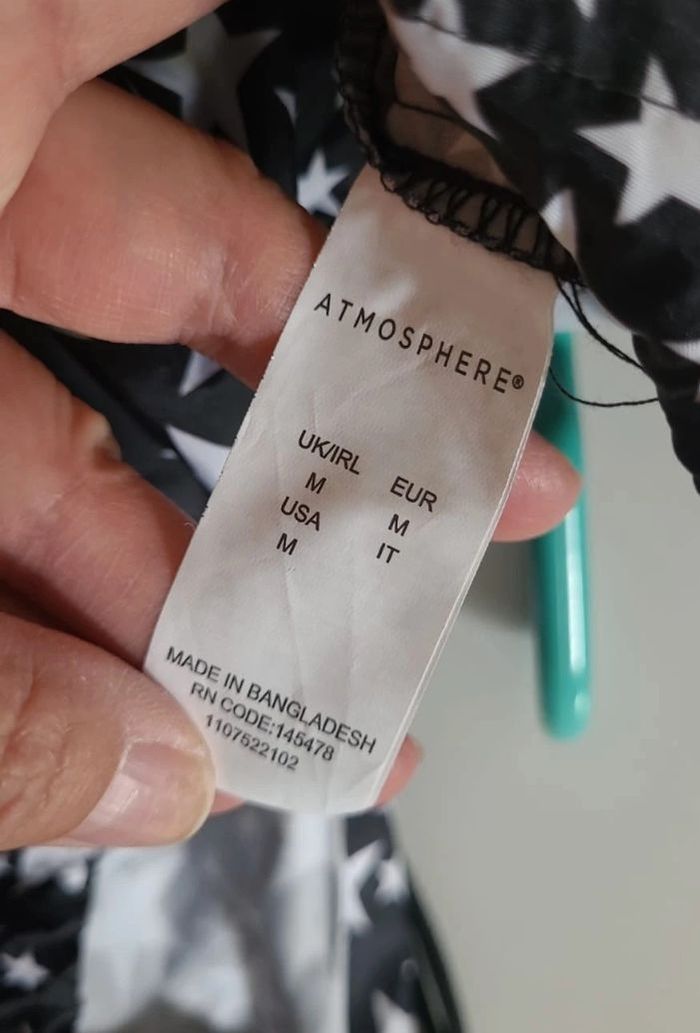 ATMOSPHERE®
UK/IRL
M
USA
M
EUR
M
IT
MADE IN BANGLADESH
RN CODE:145478
1107522102